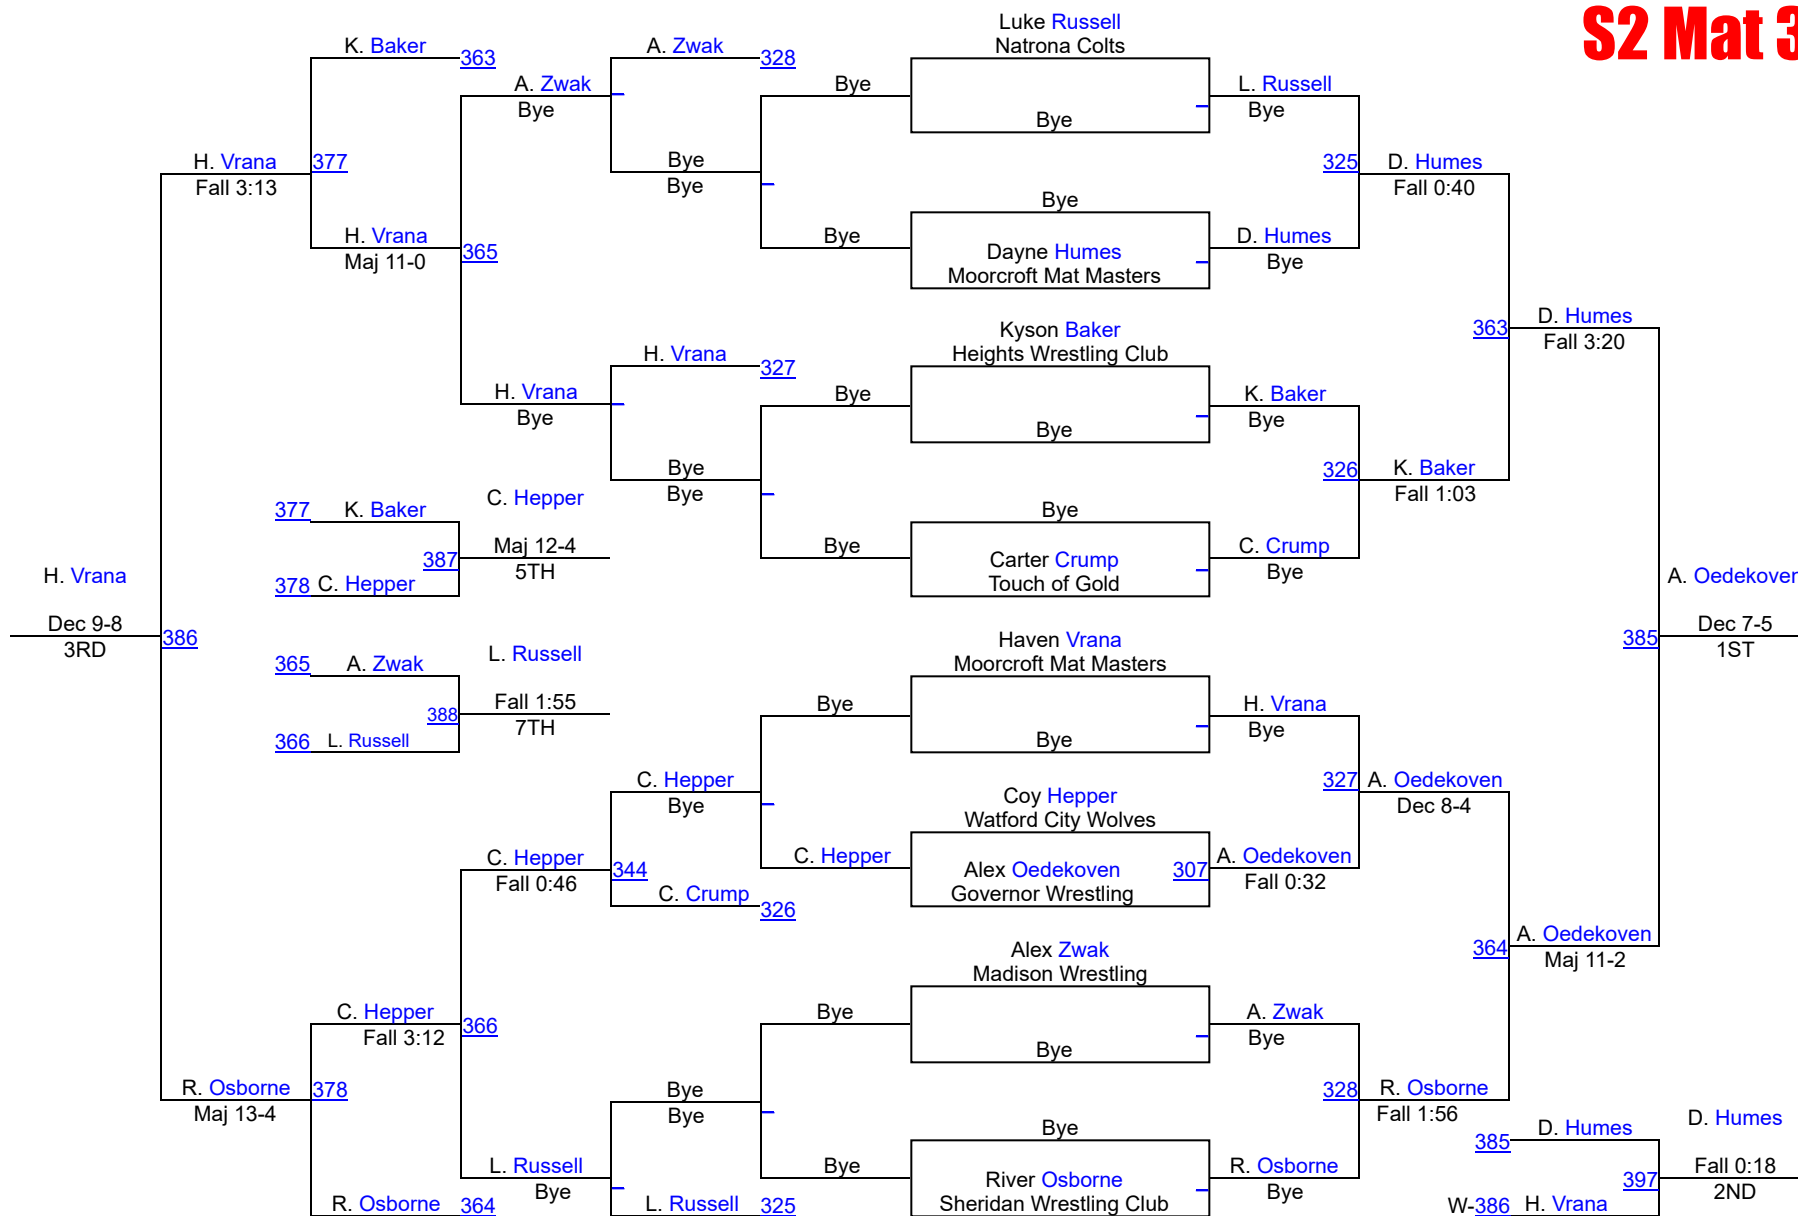 S2 Mat 3
Luke Russell
Natrona Colts
K. Baker
363
A. Zwak
328
A. Zwak
Bye
Bye
Bye
L. Russell
Bye
H. Vrana
Fall 3:13
377
Bye
Bye
325
D. Humes
Fall 0:40
Bye
H. Vrana
Maj 11-0
365
Bye
Dayne Humes
Moorcroft Mat Masters
D. Humes
Bye
Kyson Baker
Heights Wrestling Club
363
D. Humes
Fall 3:20
H. Vrana
327
H. Vrana
Bye
Bye
Bye
K. Baker
Bye
Bye
Bye
326
K. Baker
Fall 1:03
377
K. Baker
C. Hepper
Bye
387
Maj 12-4
5TH
Bye
Carter Crump
Touch of Gold
C. Crump
Bye
378
C. Hepper
H. Vrana
Dec 9-8
3RD
386
A. Oedekoven
Dec 7-5
1ST
385
Haven Vrana
Moorcroft Mat Masters
365
A. Zwak
L. Russell
388
Fall 1:55
7TH
366
L. Russell
Bye
Bye
H. Vrana
Bye
C. Hepper
Bye
Coy Hepper
Watford City Wolves
327
A. Oedekoven
Dec 8-4
C. Hepper
Fall 0:46
344
C. Hepper
Alex Oedekoven
Governor Wrestling
307
A. Oedekoven
Fall 0:32
C. Crump
326
Alex Zwak
Madison Wrestling
364
A. Oedekoven
Maj 11-2
C. Hepper
Fall 3:12
366
Bye
Bye
A. Zwak
Bye
R. Osborne
Maj 13-4
378
Bye
Bye
328
R. Osborne
Fall 1:56
Bye
385
D. Humes
D. Humes
L. Russell
Bye
Bye
River Osborne
Sheridan Wrestling Club
R. Osborne
Bye
397
Fall 0:18
2ND
R. Osborne
364
L. Russell
325
W-386
H. Vrana